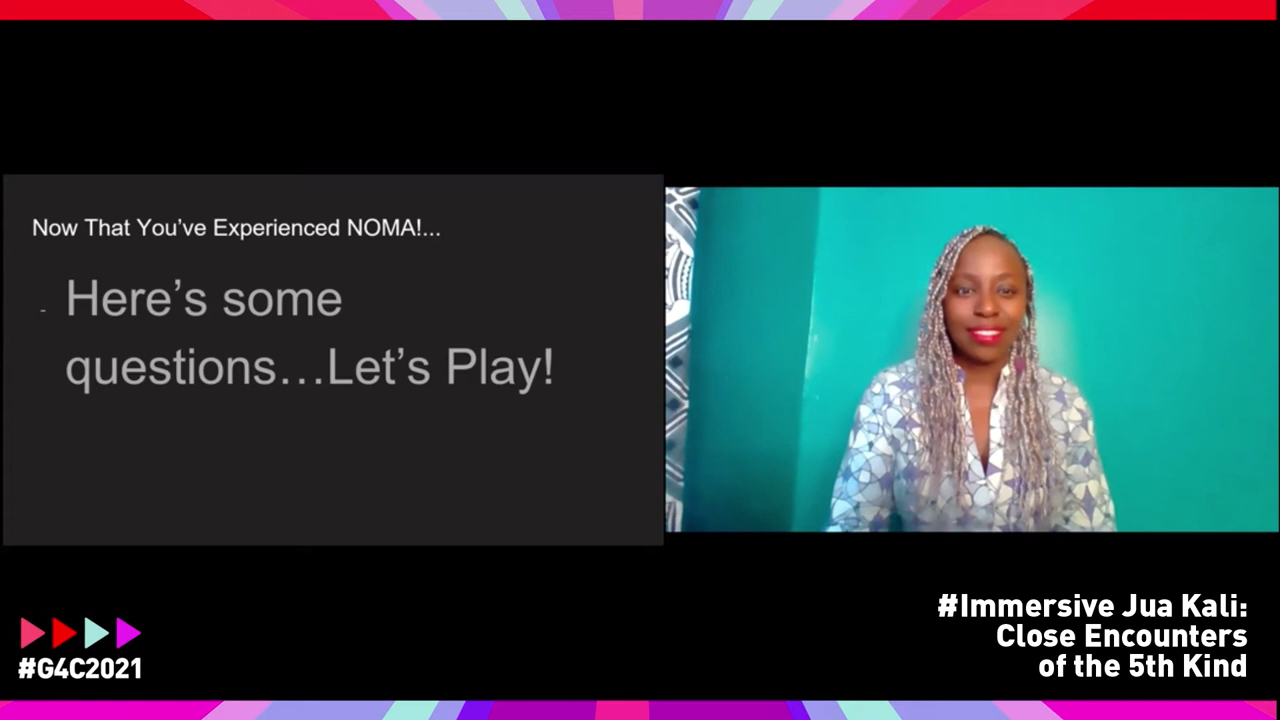 Now That You’ve Experienced NOMA!...
- Here’s some
questions…Let’s Play!
#G4C2021
#Immersive Jua Kali:
Close Encounters
of the 5th Kind